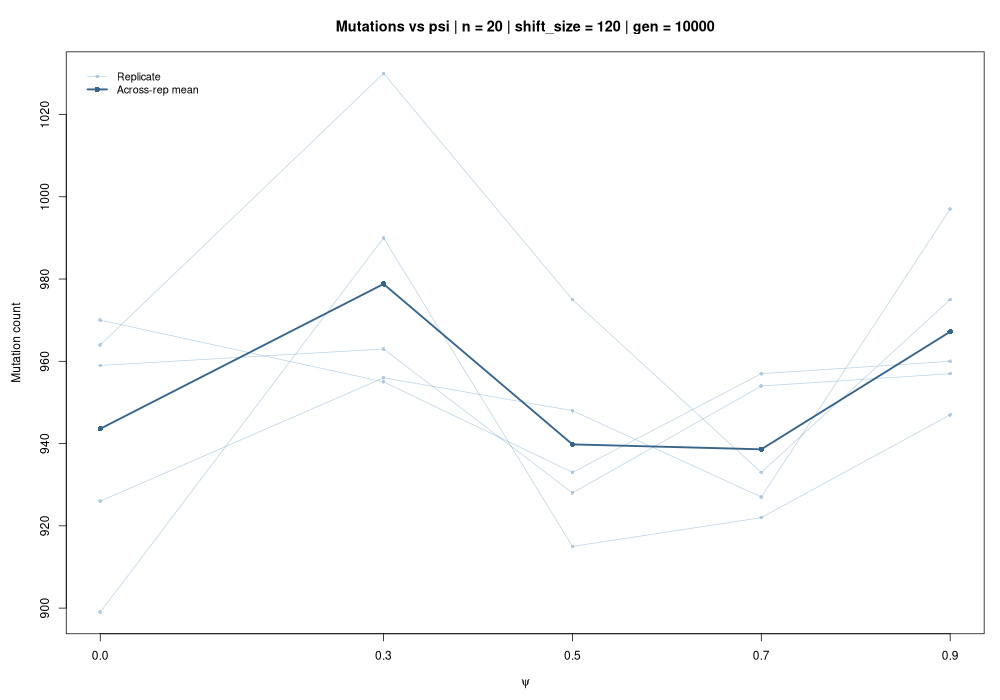 Mutations vs psi | n = 20 | shift_size = 120 | gen = 10000
Replicate
Across-rep mean
1020
1000
980
960
940
920
900
Mutation count
0.0 0.3 0.5 0.7 0.9
ψ